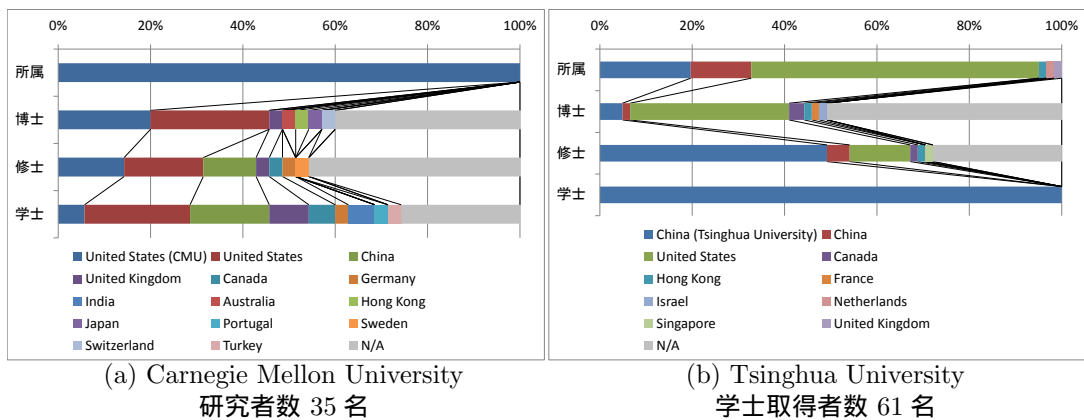 0% 20% 40% 60% 80% 100%
所属
博士
修士
学士
United States (CMU) United States China
United Kingdom Canada Germany
India Australia Hong Kong
Japan Portugal Sweden
Switzerland Turkey N/A
(a) Carnegie Mellon University
研究者数 35 名
0% 20% 40% 60% 80% 100%
所属
博士
修士
学士
China (Tsinghua University) China
United States Canada
Hong Kong France
Israel Netherlands
Singapore United Kingdom
N/A
(b) Tsinghua University
学士取得者数 61 名